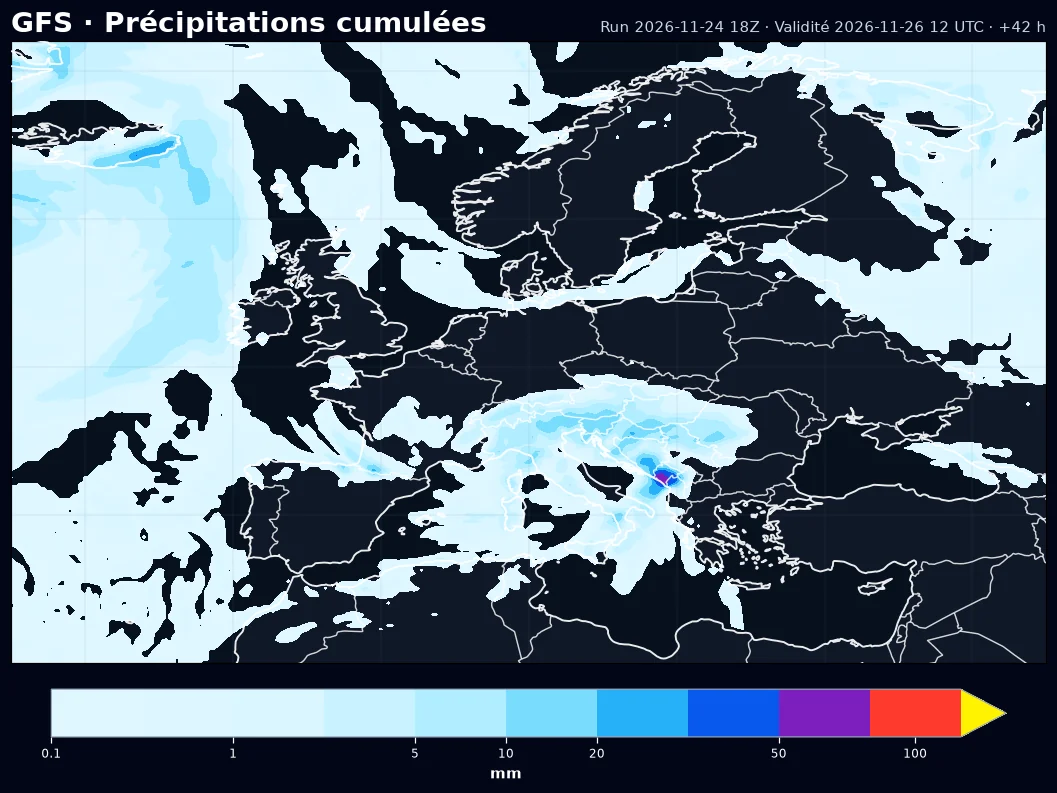 GFS · Précipitations cumulées
Run 2026-11-24 18Z · Validité 2026-11-26 12 UTC · +42 h
0.1 1 5 10 20 50 100
mm